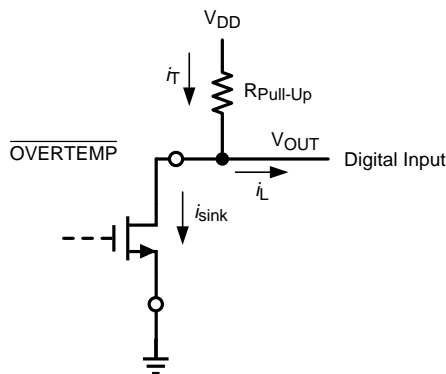 VDD
iT
RPull-Up
OVERTEMP
VOUT
Digital Input
iL
isink